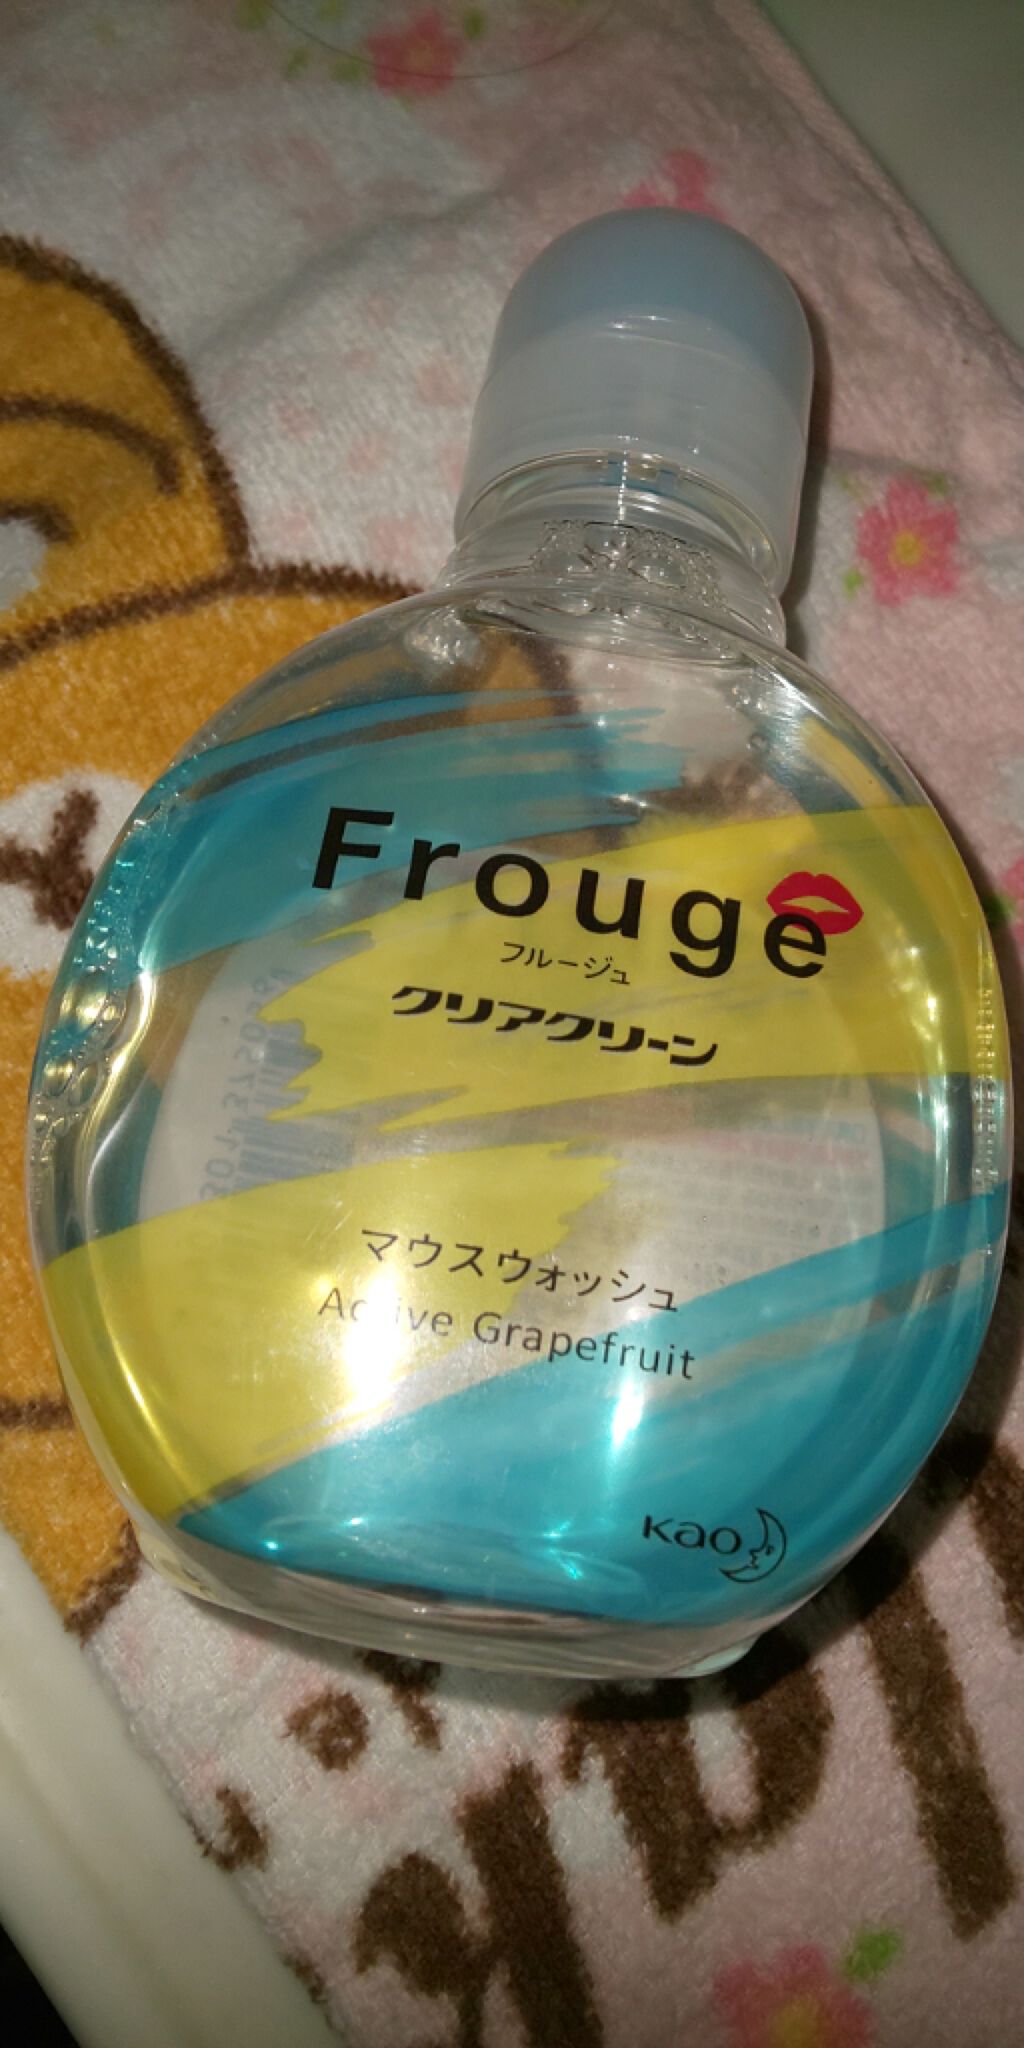 Frouge
フルージュ
クリアクリーン
マウスウォッシュ
Active Grapefruit
Kao